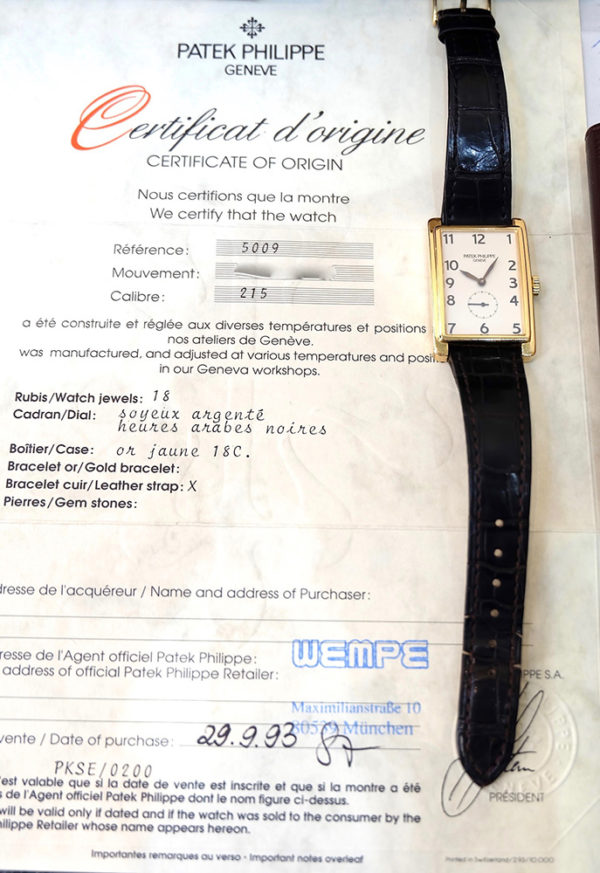 PATEK PHILIPPE
GENEVE
Certificat d'origine
CERTIFICATE OF ORIGIN
Nous certifions que la montre
We certify that the watch
Référence: 5009
Mouvement:
Calibre: 215
a été construite et réglée aux diverses températures et positions
nos ateliers de Genève.
was manufactured, and adjusted at various temperatures and
in our Geneva workshops.
Rubis/Watch jewels: 18
Cadran/Dial: soyeux argenté
heures arabes noires
Boîtier/Case: or jaune 18C.
Bracelet or/Gold bracelet:
Bracelet cuir/Leather strap: X
Pierres/Gem stones:
11 12 1
PATEK PHILIPPE
GENEVE
10 2
9 3
8 4
7 6 5
de l'acquéreur / Name and address of Purchaser:
de l'Agent officiel Patek Philippe:
address of official Patek Philippe Retailer:
WEMPE
Maximilianstraße 10
80539 München
vente / Date of purchase: 29.9.93
PKSE/0200
est valable que si la date de vente est inscrite et que si la montre a été
de l'Agent officiel Patek Philippe dont le nom figure ci-dessus.
will be valid only if dated and if the watch was sold to the consumer by the
Retailer whose name appears hereon.
S.A.
PRÉSIDENT
Importantes remarques au verso - Important notes overleaf
Printed in Switzerland / 2.93 / 10.000